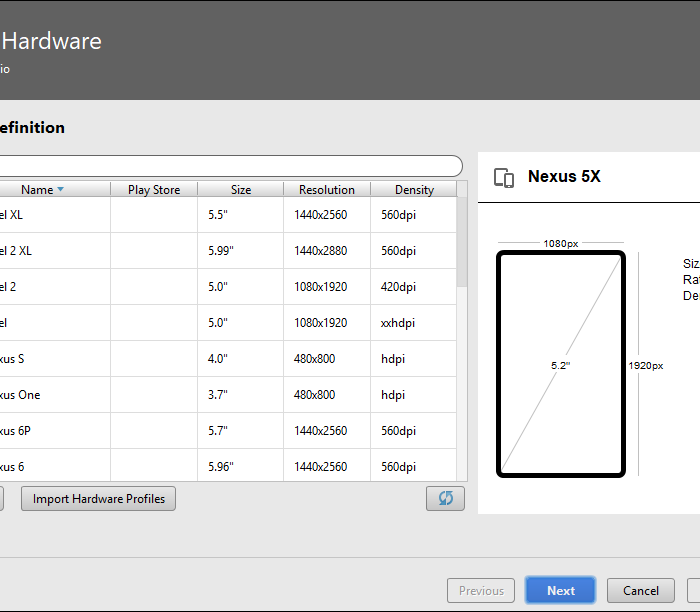 Hardware
io
efinition
Name Play Store Size Resolution Density
el XL 5.5" 1440x2560 560dpi
el 2 XL 5.99" 1440x2880 560dpi
el 2 5.0" 1080x1920 420dpi
el 5.0" 1080x1920 xxhdpi
xus S 4.0" 480x800 hdpi
xus One 3.7" 480x800 hdpi
xus 6P 5.7" 1440x2560 560dpi
xus 6 5.96" 1440x2560 560dpi
Import Hardware Profiles
Nexus 5X
1080px
Siz
Rat
De
5.2"
1920px
Previous Next Cancel